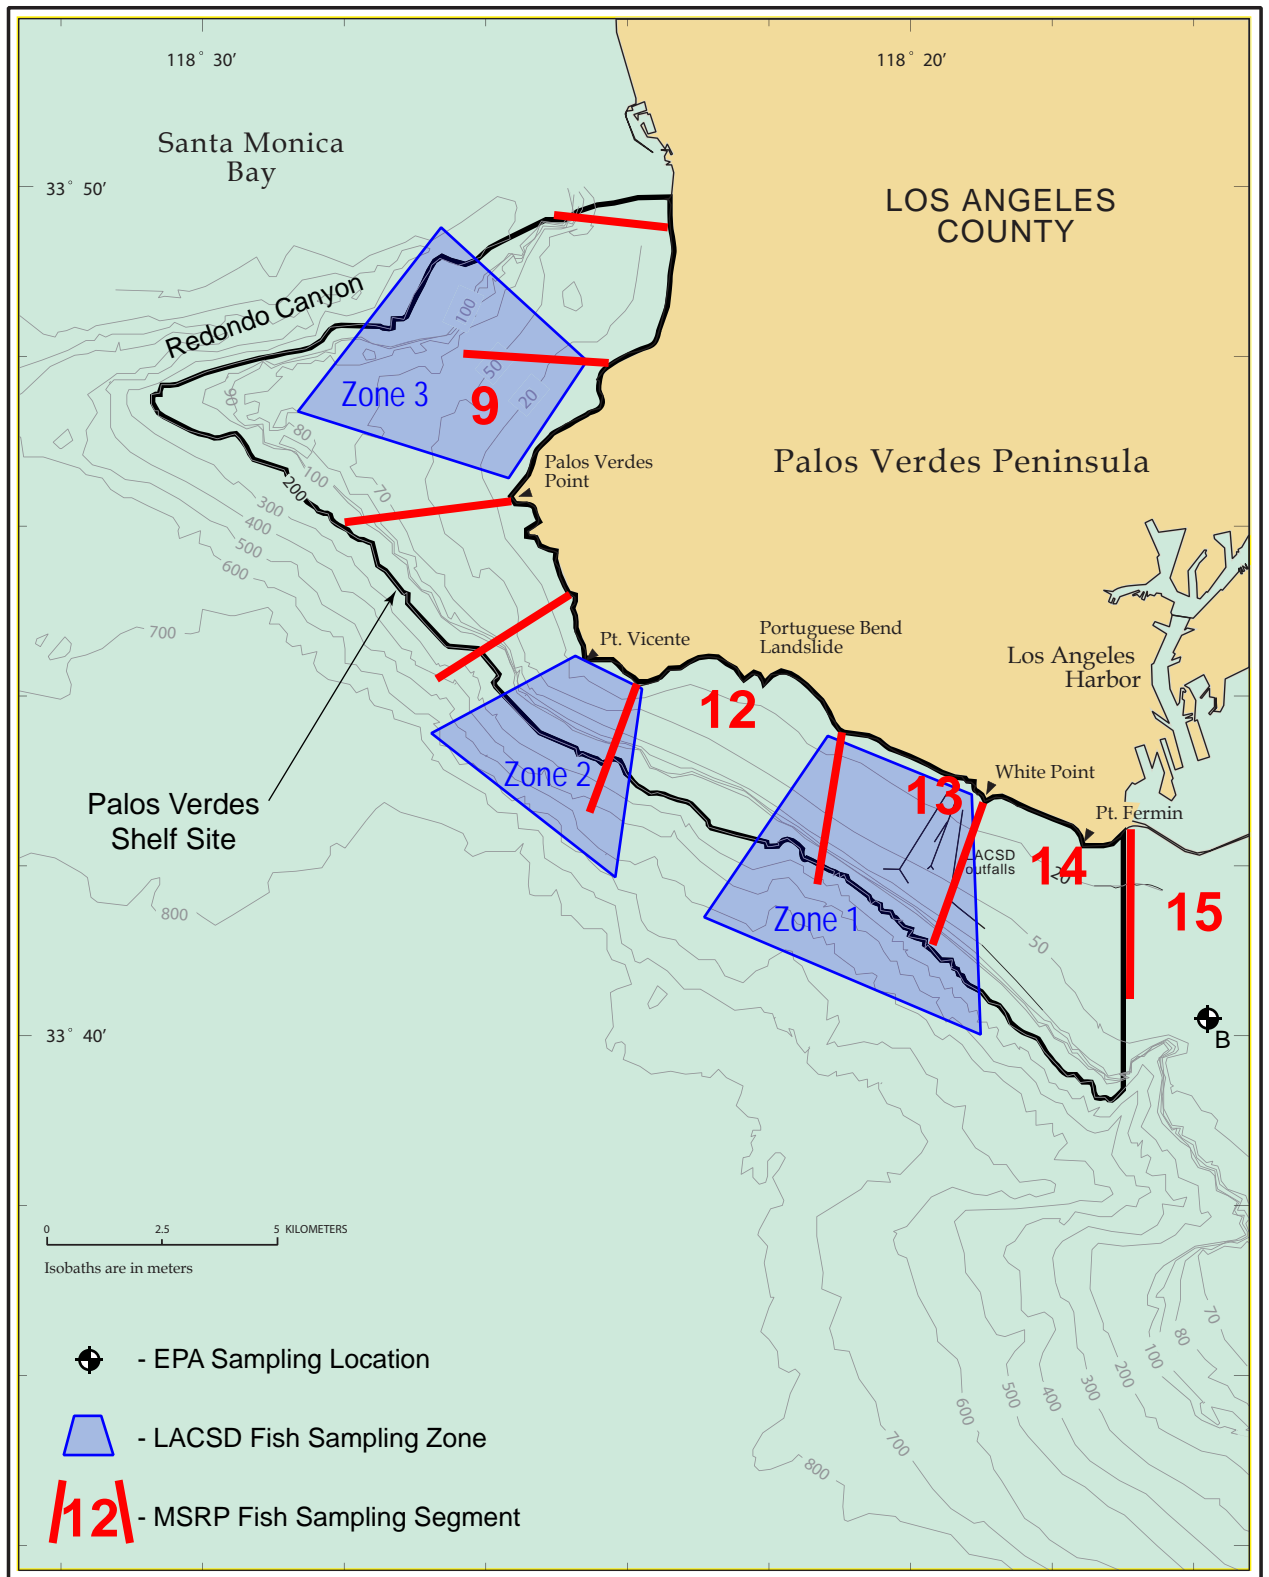 118° 30’
118° 20’
Santa Monica
Bay
33° 50’
LOS ANGELES
COUNTY
Redondo Canyon
100
50
20
90
Zone 3
9
80
100
70
200
300
400
500
600
Palos Verdes
Point
Palos Verdes Peninsula
700
Pt. Vicente
Portuguese Bend
Landslide
Los Angeles
Harbor
12
Zone 2
White Point
13
Pt. Fermin
Palos Verdes
Shelf Site
LACSD
outfalls
14
20
15
800
Zone 1
50
33° 40’
B
0
2.5
5 KILOMETERS
Isobaths are in meters
70
80
100
200
300
400
500
600
700
800
- EPA Sampling Location
- LACSD Fish Sampling Zone
12
- MSRP Fish Sampling Segment